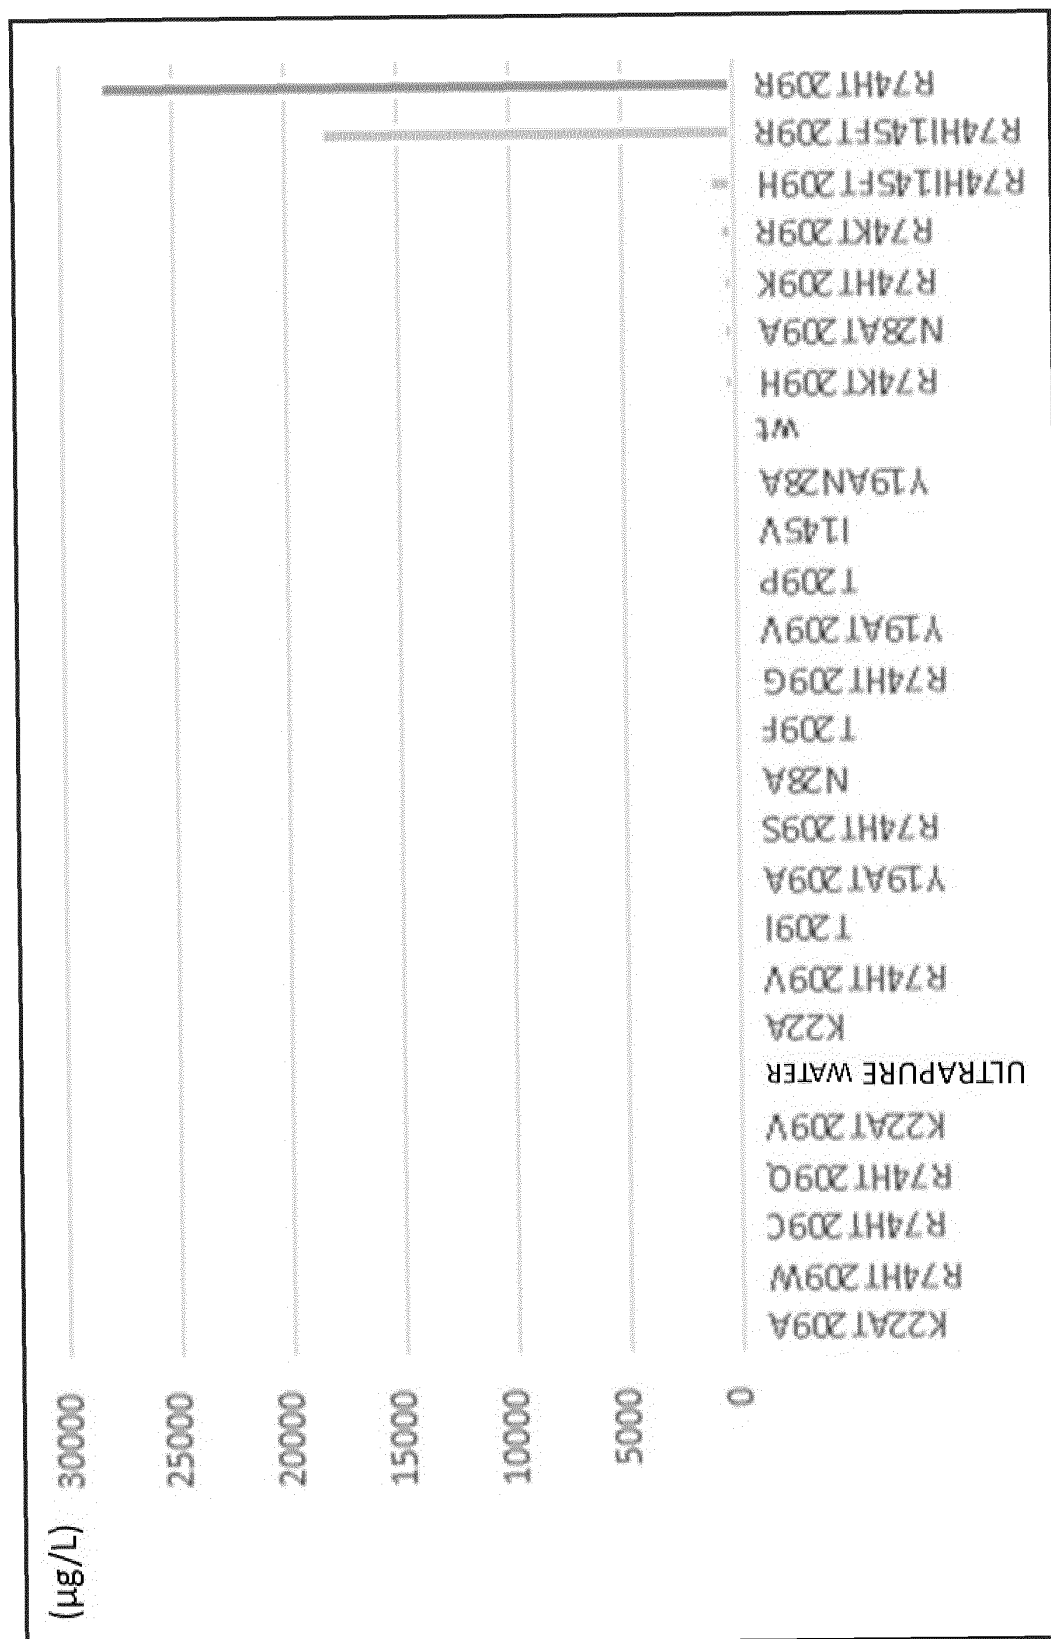 (µg/L)
30000
25000
20000
15000
10000
5000
0
K22AT209A
R74HT209W
R74HT209C
R74HT209Q
K22AT209V
ULTRAPURE WATER
K22A
R74HT209V
T209I
Y19AT209A
R74HT209S
N28A
T209F
R74HT209G
Y19AT209V
T209P
I145V
Y19AN28A
wt
R74KT209H
N28AT209A
R74HT209K
R74KT209R
R74HI145FT209H
R74HI145FT209R
R74HT209R